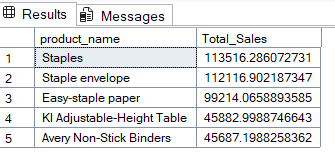 Results Messages
product_name Total_Sales
1 Staples 113516.286072731
2 Staple envelope 112116.902187347
3 Easy-staple paper 99214.0658893585
4 KI Adjustable-Height Table 45882.9988746643
5 Avery Non-Stick Binders 45687.1988258362